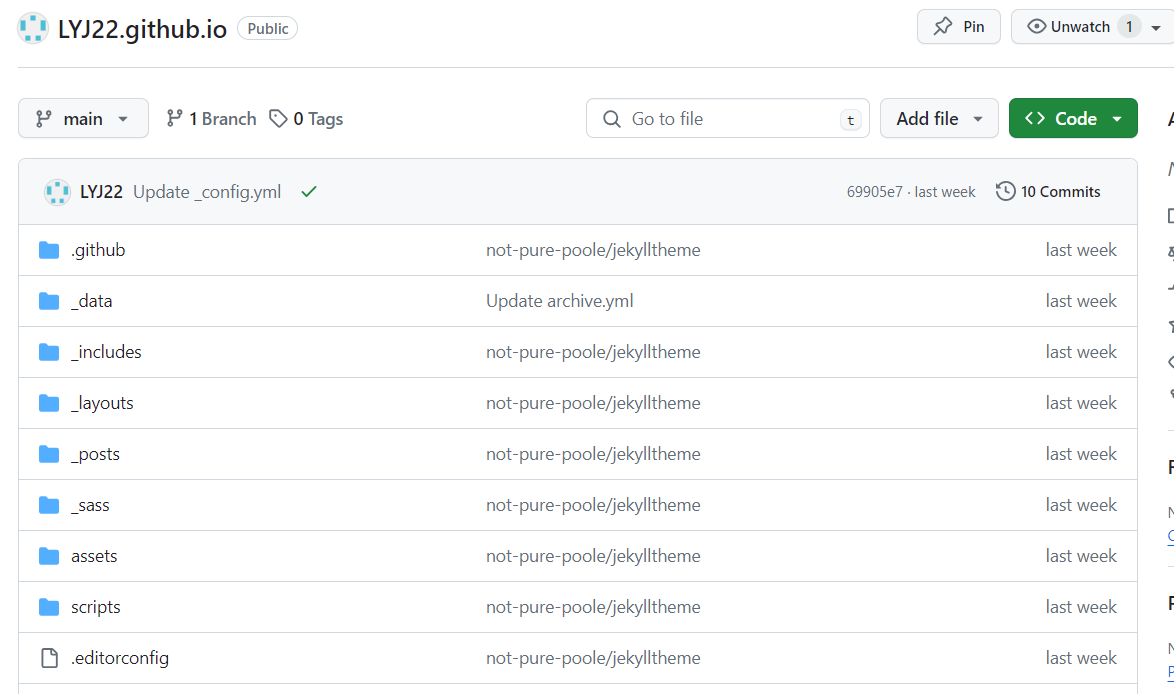 LYJ22.github.io Public Pin Unwatch 1
main 1 Branch 0 Tags Go to file t Add file Code
LYJ22 Update _config.yml 69905e7 · last week 10 Commits
.github not-pure-poole/jekylltheme last week
_data Update archive.yml last week
_includes not-pure-poole/jekylltheme last week
_layouts not-pure-poole/jekylltheme last week
_posts not-pure-poole/jekylltheme last week
_sass not-pure-poole/jekylltheme last week
assets not-pure-poole/jekylltheme last week
scripts not-pure-poole/jekylltheme last week
.editorconfig not-pure-poole/jekylltheme last week